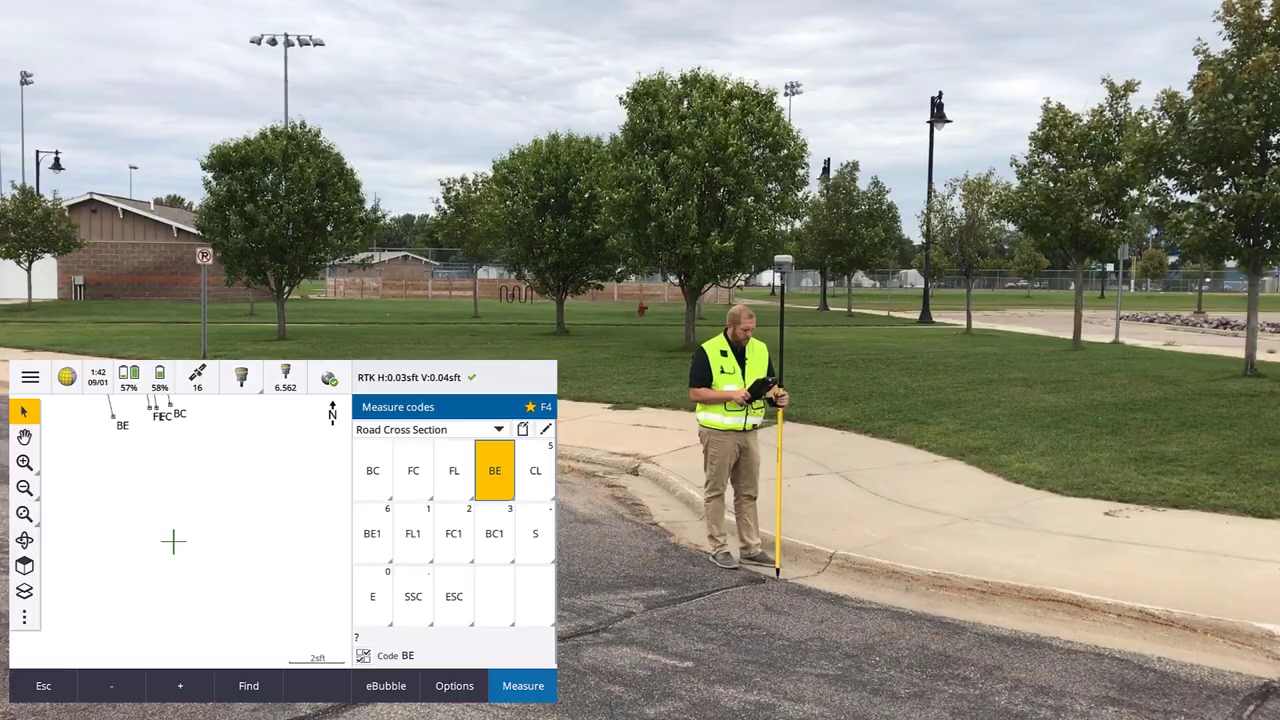 1:42
09/01
57%
58%
16
6.562
RTK H:0.03sft V:0.04sft
Measure codes
F4
Road Cross Section
BC
FC
FL
BE
5
CL
6
BE1
1
FL1
2
FC1
3
BC1
-
S
0
E
.
SSC
ESC
?
Code BE
BE
BC
N
2sft
Esc
-
+
Find
eBubble
Options
Measure
P